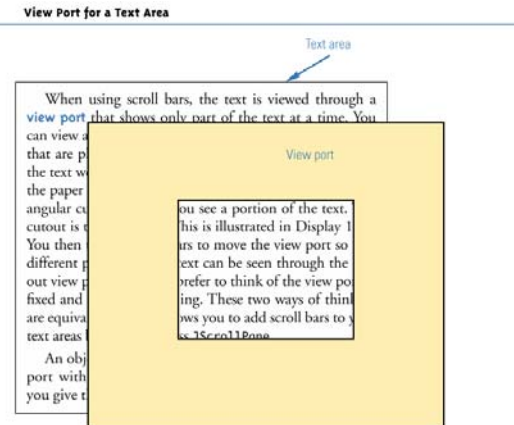 View Port for a Text Area
Text area
When using scroll bars, the text is viewed through a
view port that shows only part of the text at a time. You
can view a
that are p
the text w
the paper
angular cu
cutout is t
You then
different p
out view p
fixed and
are equiva
text areas
An obj
port with
you give t
View port
ou see a portion of the text.
his is illustrated in Display 1
rs to move the view port so
ext can be seen through the
prefer to think of the view po
ing. These two ways of thin
ws you to add scroll bars to y
s JScrollPane